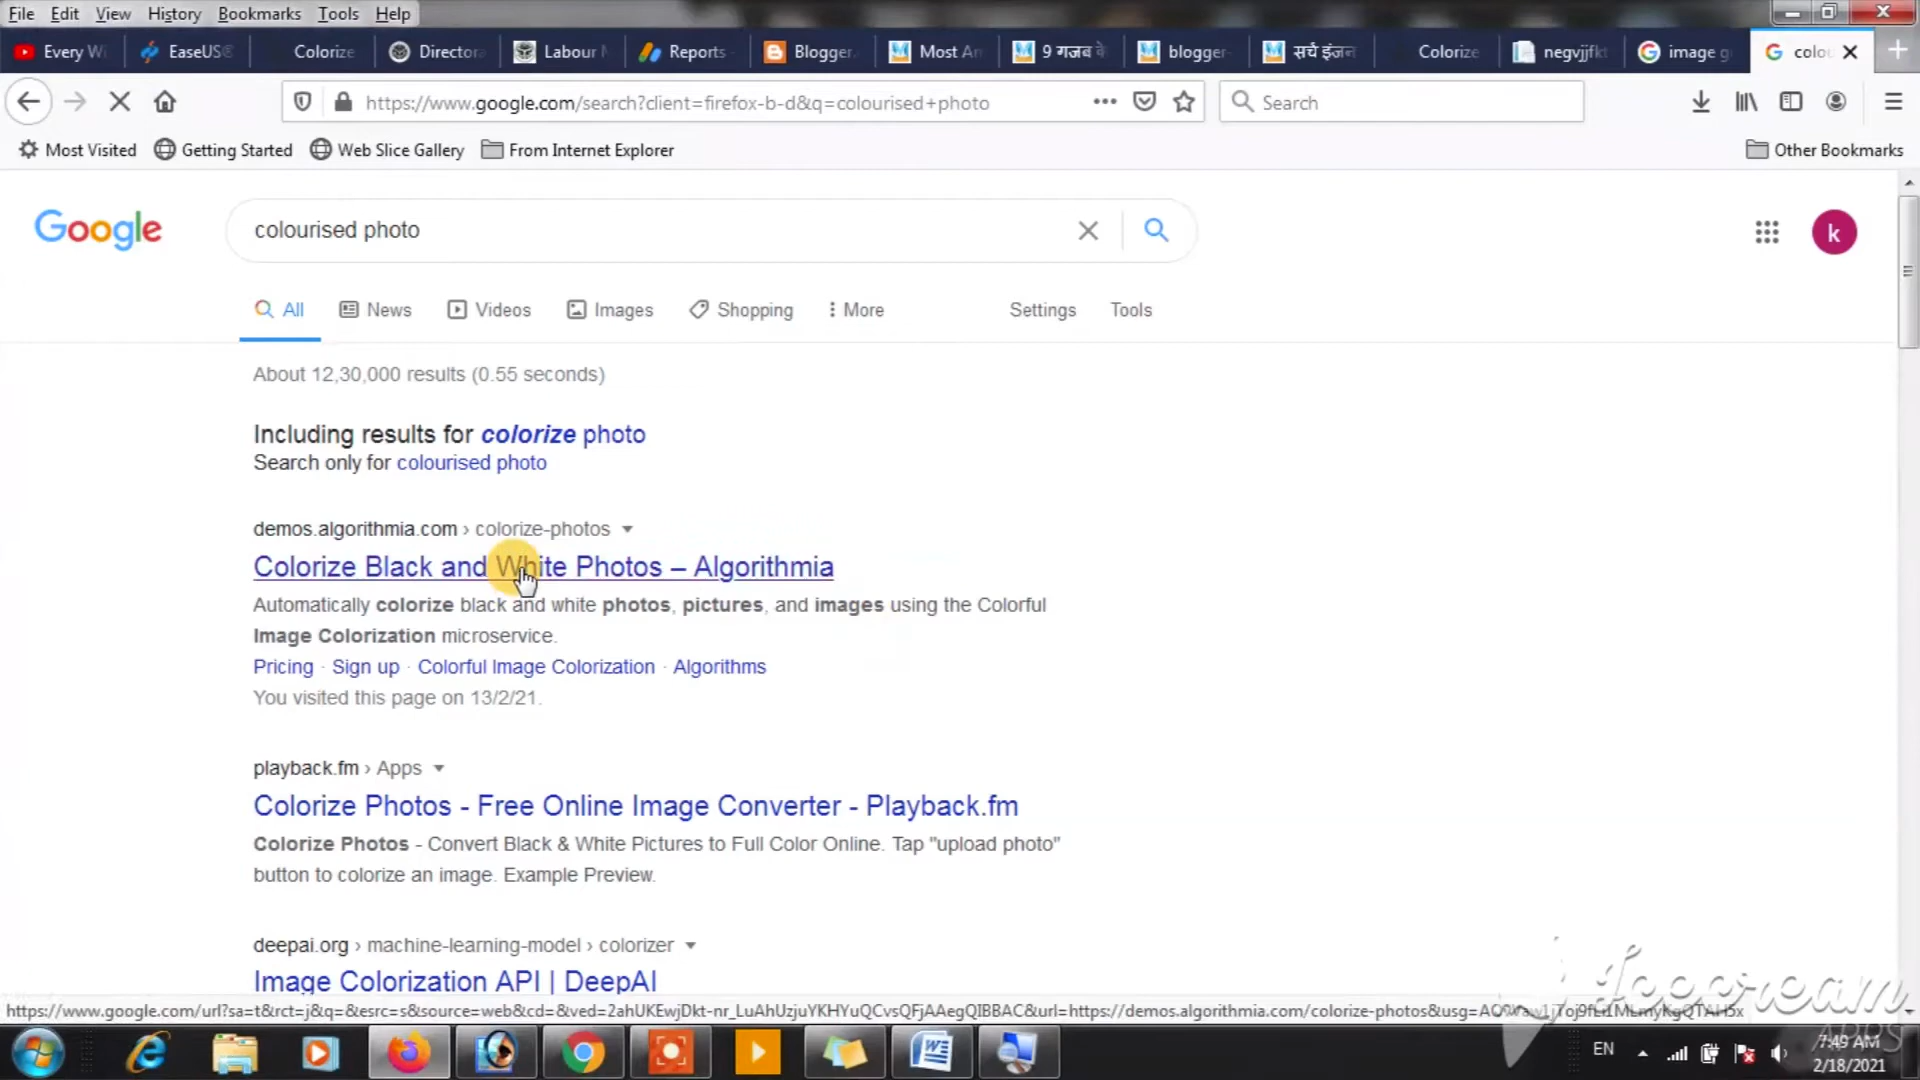 File Edit View History Bookmarks Tools Help
Every Wi EaseUS® Colorize Directora Labour M Reports - Blogger. Most Am 9 गजब के blogger- सर्च इंजन Colorize negvjjfkt image g colou
https://www.google.com/search?client=firefox-b-d&q=colourised+photo Search
Most Visited Getting Started Web Slice Gallery From Internet Explorer Other Bookmarks
Google colourised photo k
All News Videos Images Shopping More Settings Tools
About 12,30,000 results (0.55 seconds)
Including results for colorize photo
Search only for colourised photo
demos.algorithmia.com › colorize-photos
Colorize Black and White Photos – Algorithmia
Automatically colorize black and white photos, pictures, and images using the Colorful
Image Colorization microservice.
Pricing · Sign up · Colorful Image Colorization · Algorithms
You visited this page on 13/2/21.
playback.fm › Apps
Colorize Photos - Free Online Image Converter - Playback.fm
Colorize Photos - Convert Black & White Pictures to Full Color Online. Tap "upload photo"
button to colorize an image. Example Preview.
deepai.org › machine-learning-model › colorizer
Image Colorization API | DeepAI
Icecream
APPS
EN 7:49 AM
2/18/2021